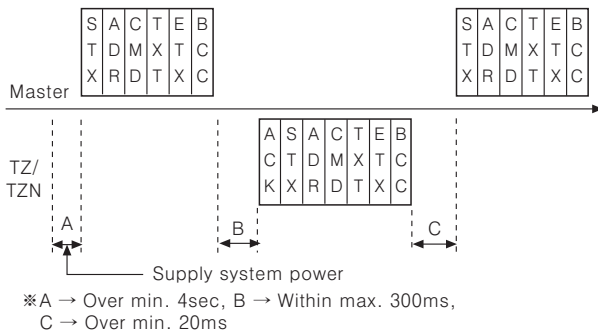 S A C T E B
T D M X T C
X R D T X C
S A C T E B
T D M X T C
X R D T X C
Master
A S A C T E B
C T D M X T C
K X R D T X C
TZ/
TZN
A
B
C
Supply system power
※A → Over min. 4sec, B → Within max. 300ms,
C → Over min. 20ms